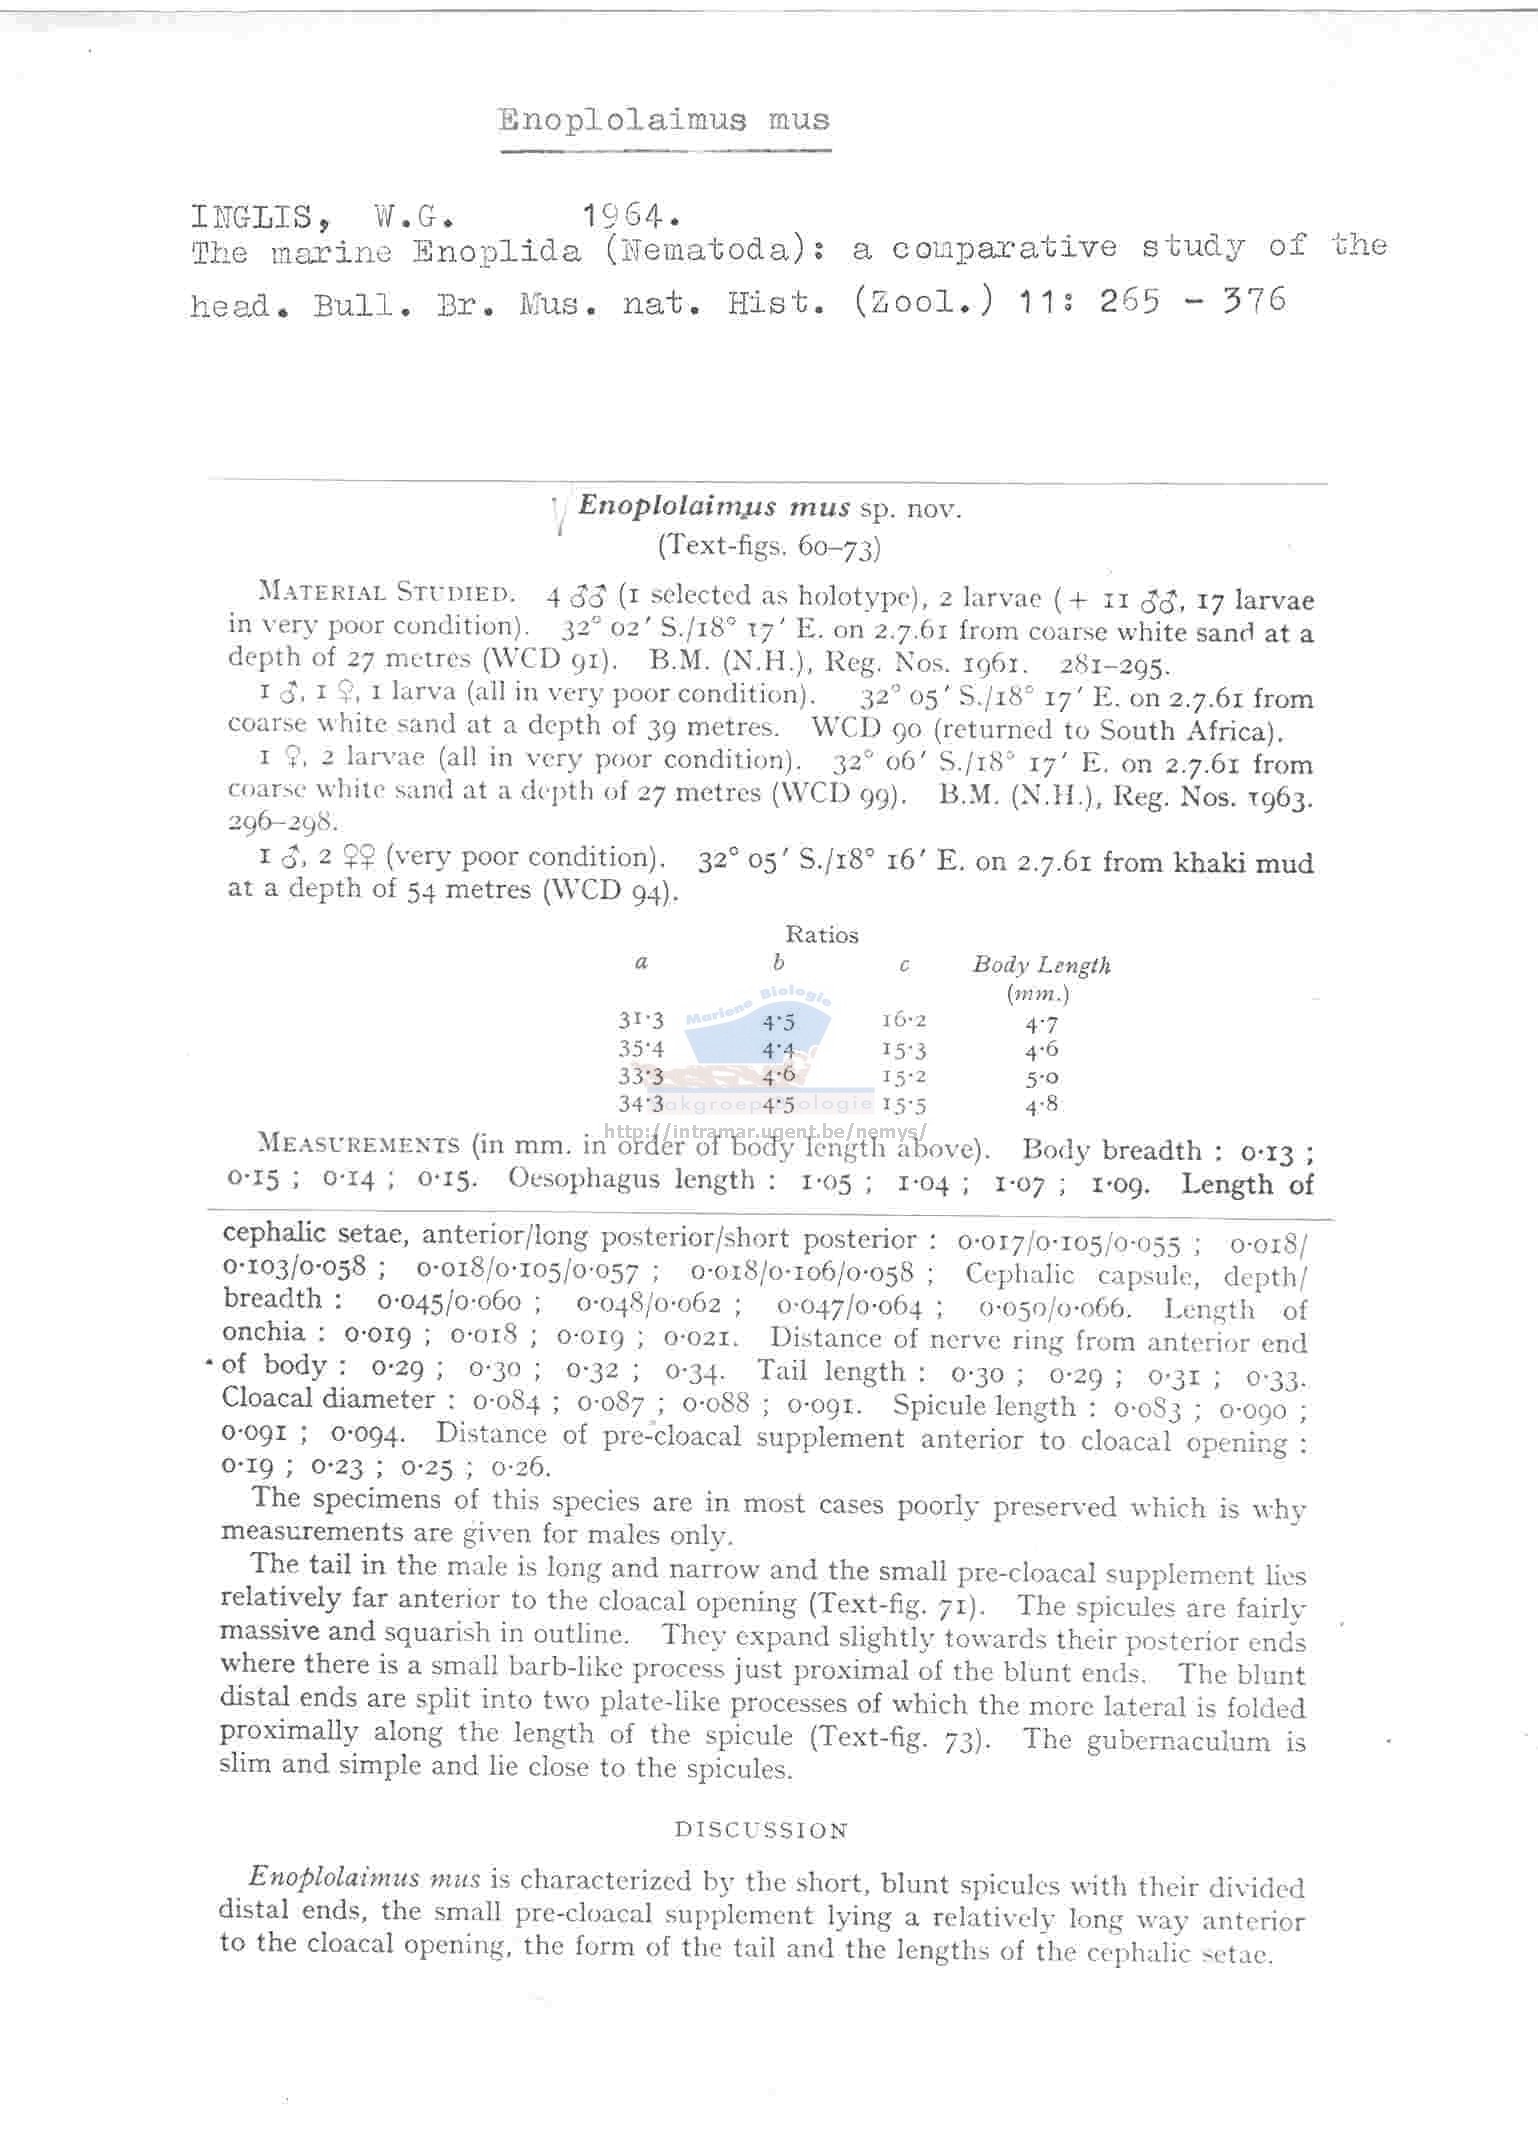 Enoplolaimus mus
INGLIS, W.G. 1964.
The marine Enoplida (Nematoda): a comparative study of the
head. Bull. Br. Mus. nat. Hist. (Zool.) 11: 265 - 376
Enoplolaimus mus sp. nov.
(Text-figs. 60–73)
MATERIAL STUDIED. 4 ♂♂ (1 selected as holotype), 2 larvae (+ 11 ♂♂, 17 larvae
in very poor condition). 32° 02′ S./18° 17′ E. on 2.7.61 from coarse white sand at a
depth of 27 metres (WCD 91). B.M. (N.H.), Reg. Nos. 1961. 281–295.
1 ♂, 1 ♀, 1 larva (all in very poor condition). 32° 05′ S./18° 17′ E. on 2.7.61 from
coarse white sand at a depth of 39 metres. WCD 90 (returned to South Africa).
1 ♀, 2 larvae (all in very poor condition). 32° 06′ S./18° 17′ E. on 2.7.61 from
coarse white sand at a depth of 27 metres (WCD 99). B.M. (N.H.), Reg. Nos. 1963.
296–298.
1 ♂, 2 ♀♀ (very poor condition). 32° 05′ S./18° 16′ E. on 2.7.61 from khaki mud
at a depth of 54 metres (WCD 94).
Ratios
a b c Body Length
(mm.)
Mariene Biologie
31·3 4·5 16·2 4·7
35·4 4·4 15·3 4·6
33·3 4·6 15·2 5·0
34·3 4·5 15·5 4·8
Vakgroep Biologie
http://intramar.ugent.be/nemys/
MEASUREMENTS (in mm. in order of body length above). Body breadth : 0·13 ;
0·15 ; 0·14 ; 0·15. Oesophagus length : 1·05 ; 1·04 ; 1·07 ; 1·09. Length of
cephalic setae, anterior/long posterior/short posterior : 0·017/0·105/0·055 ; 0·018/
0·103/0·058 ; 0·018/0·105/0·057 ; 0·018/0·106/0·058 ; Cephalic capsule, depth/
breadth : 0·045/0·060 ; 0·048/0·062 ; 0·047/0·064 ; 0·050/0·066. Length of
onchia : 0·019 ; 0·018 ; 0·019 ; 0·021. Distance of nerve ring from anterior end
of body : 0·29 ; 0·30 ; 0·32 ; 0·34. Tail length : 0·30 ; 0·29 ; 0·31 ; 0·33.
Cloacal diameter : 0·084 ; 0·087 ; 0·088 ; 0·091. Spicule length : 0·083 ; 0·090 ;
0·091 ; 0·094. Distance of pre-cloacal supplement anterior to cloacal opening :
0·19 ; 0·23 ; 0·25 ; 0·26.
The specimens of this species are in most cases poorly preserved which is why
measurements are given for males only.
The tail in the male is long and narrow and the small pre-cloacal supplement lies
relatively far anterior to the cloacal opening (Text-fig. 71). The spicules are fairly
massive and squarish in outline. They expand slightly towards their posterior ends
where there is a small barb-like process just proximal of the blunt ends. The blunt
distal ends are split into two plate-like processes of which the more lateral is folded
proximally along the length of the spicule (Text-fig. 73). The gubernaculum is
slim and simple and lie close to the spicules.
DISCUSSION
Enoplolaimus mus is characterized by the short, blunt spicules with their divided
distal ends, the small pre-cloacal supplement lying a relatively long way anterior
to the cloacal opening, the form of the tail and the lengths of the cephalic setae.